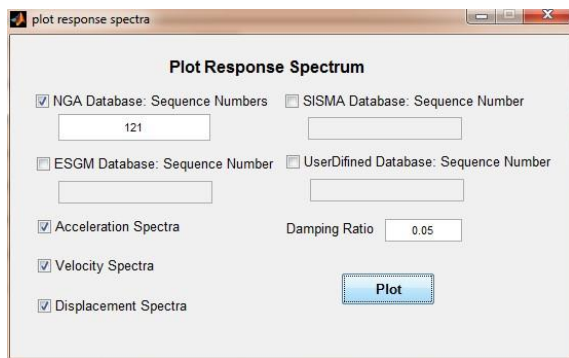 plot response spectra
Plot Response Spectrum
NGA Database: Sequence Numbers
SISMA Database: Sequence Number
121
ESGM Database: Sequence Number
UserDifined Database: Sequence Number
Acceleration Spectra
Damping Ratio
0.05
Velocity Spectra
Plot
Displacement Spectra